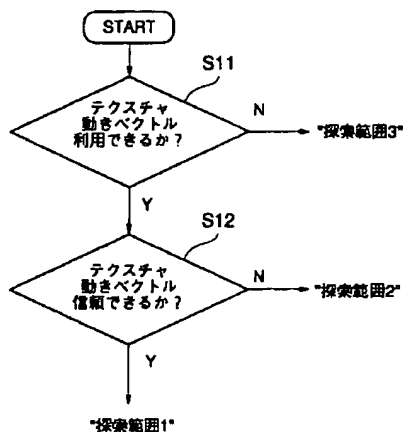 START
S11
テクスチャ
動きベクトル
利用できるか？
N
"探索範囲3"
Y
S12
テクスチャ
動きベクトル
信頼できるか？
N
"探索範囲2"
Y
"探索範囲1"